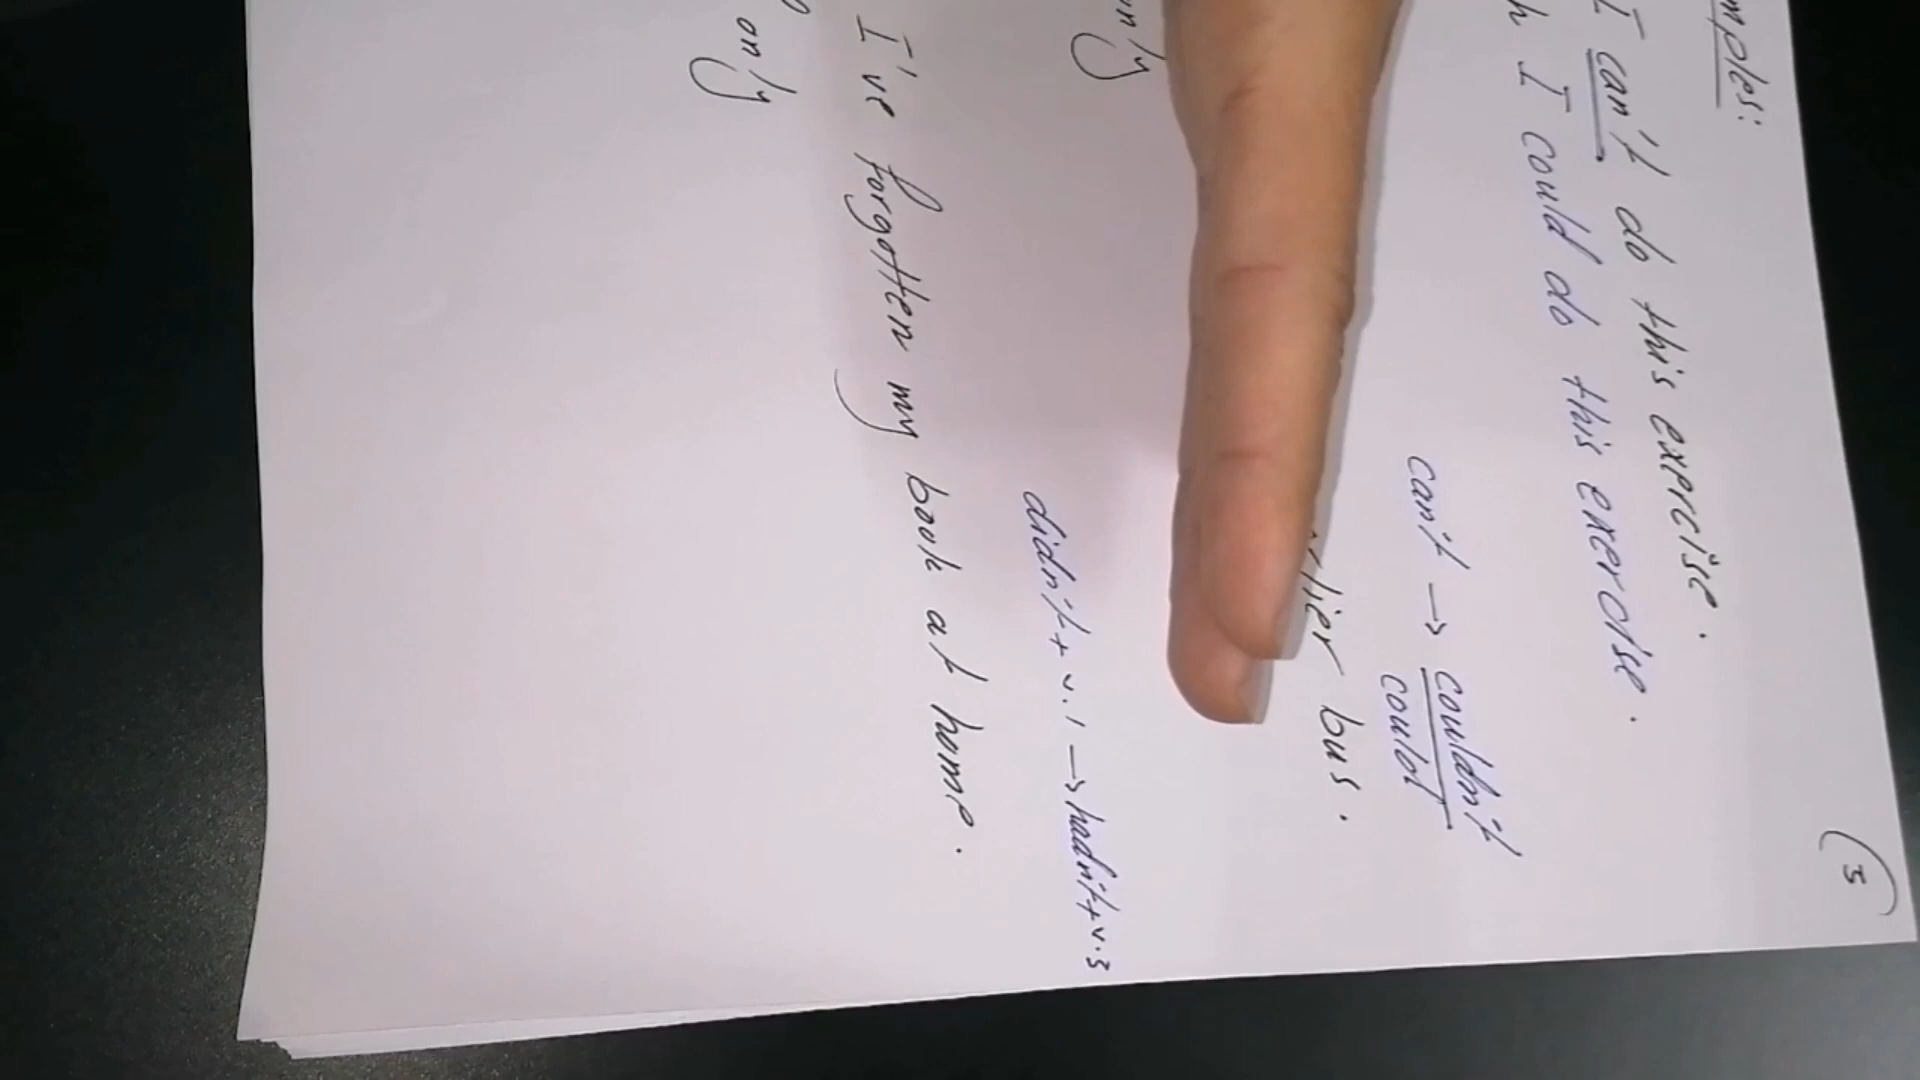 (3)
mples:
I can't do this exercise.
h I could do this exercise.
can't → couldn't
could
lier bus.
only
didn't + v.1 → hadn't + v.3
I've forgotten my book at home.
only